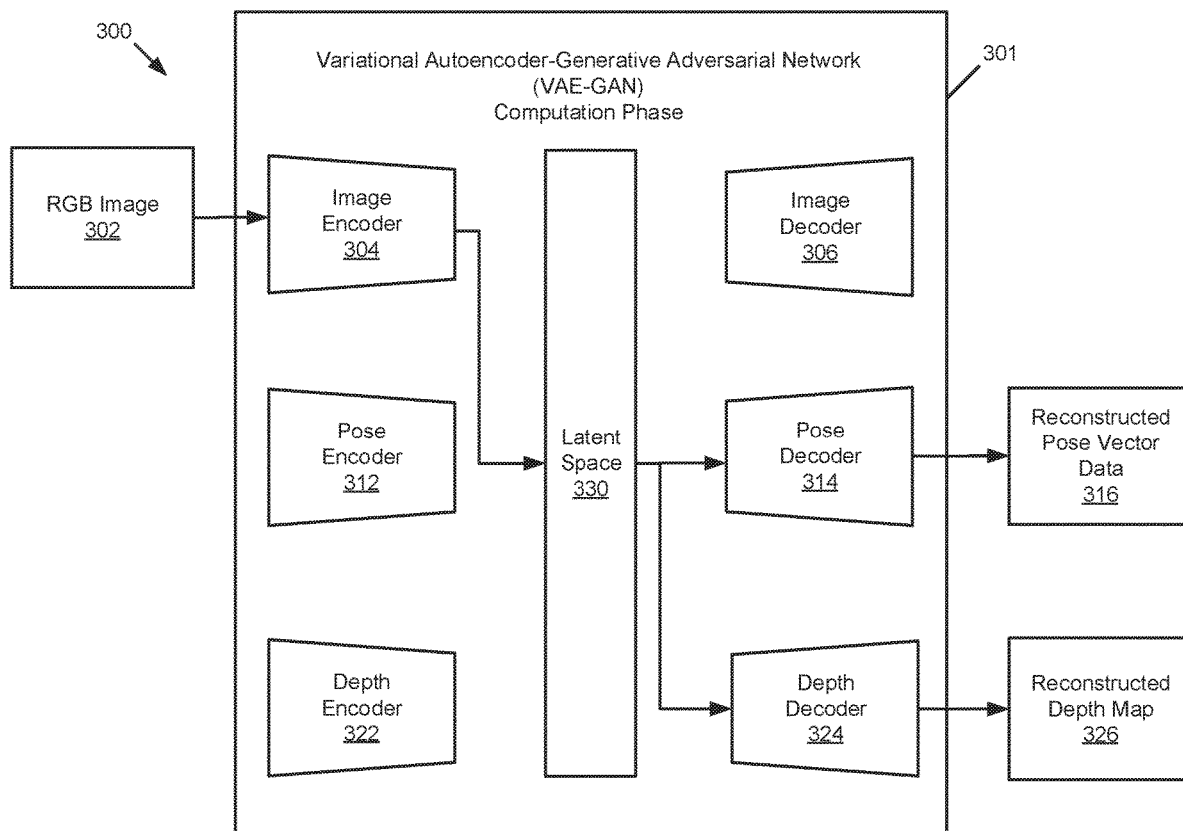 300
Variational Autoencoder-Generative Adversarial Network
(VAE-GAN)
Computation Phase
301
RGB Image
302
Image
Encoder
304
Image
Decoder
306
Pose
Encoder
312
Latent
Space
330
Pose
Decoder
314
Reconstructed
Pose Vector
Data
316
Depth
Encoder
322
Depth
Decoder
324
Reconstructed
Depth Map
326